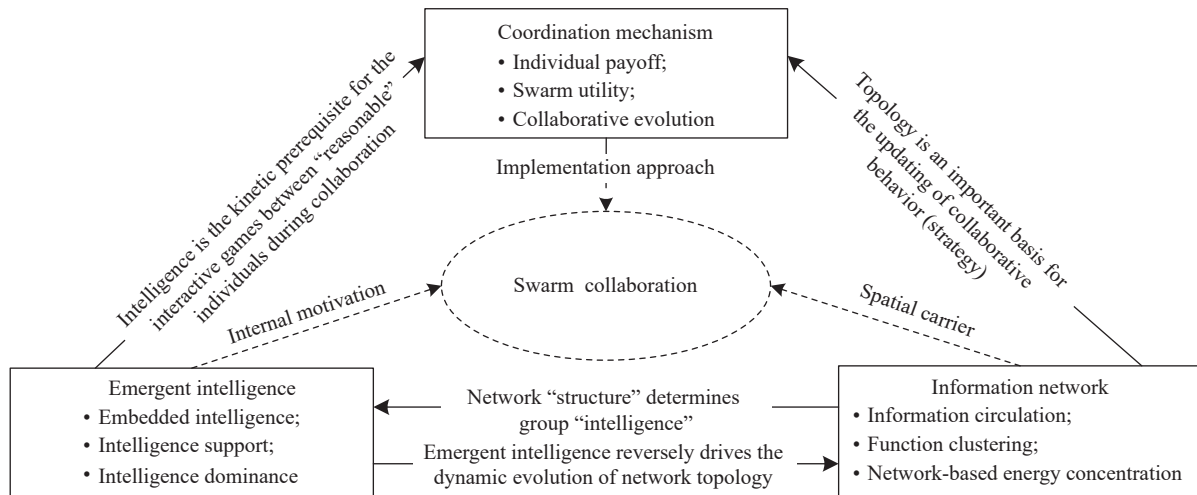 Coordination mechanism
• Individual payoff;
• Swarm utility;
• Collaborative evolution
Intelligence is the kinetic prerequisite for the
interactive games between “reasonable”
individuals during collaboration
Topology is an important basis for
the updating of collaborative
behavior (strategy)
Implementation approach
Swarm collaboration
Internal motivation
Spatial carrier
Emergent intelligence
• Embedded intelligence;
• Intelligence support;
• Intelligence dominance
Network “structure” determines
group “intelligence”
Emergent intelligence reversely drives the
dynamic evolution of network topology
Information network
• Information circulation;
• Function clustering;
• Network-based energy concentration